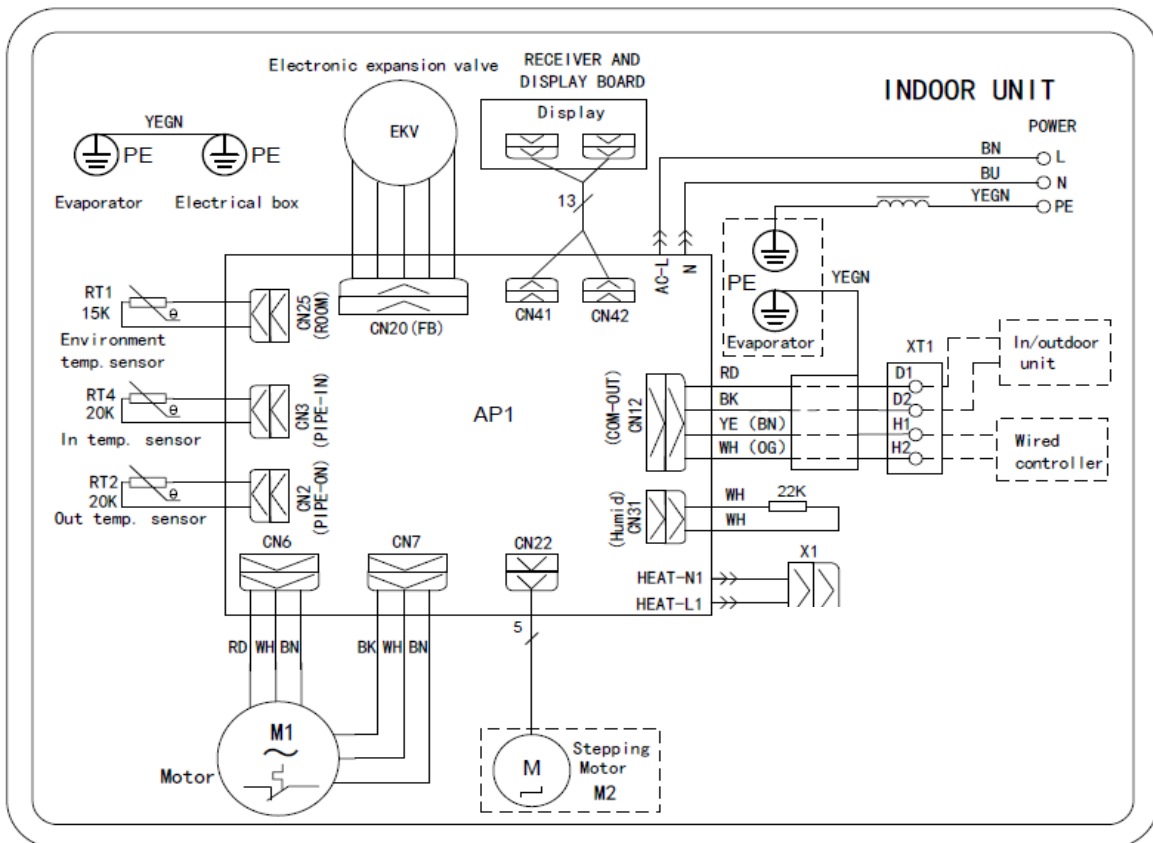 INDOOR UNIT
RECEIVER AND
DISPLAY BOARD
Electronic expansion valve
Display
EKV
POWER
BN
L
BU
N
YEGN
PE
YEGN
PE
PE
Evaporator
Electrical box
13
AC-L
N
PE
YEGN
Evaporator
RT1
15K
Environment
temp. sensor
CN25
(ROOM)
CN20(FB)
CN41
CN42
XT1
In/outdoor
unit
RT4
20K
In temp. sensor
CN3
(PIPE-IN)
AP1
(COM-OUT)
CN12
RD
D1
BK
D2
YE (BN)
H1
WH (OG)
H2
Wired
controller
RT2
20K
Out temp. sensor
CN2
(PIPE-ON)
(Humid)
CN31
WH
22K
WH
CN6
CN7
CN22
X1
HEAT-N1
HEAT-L1
5
RD WH BN
BK WH BN
M1
Motor
M
Stepping
Motor
M2